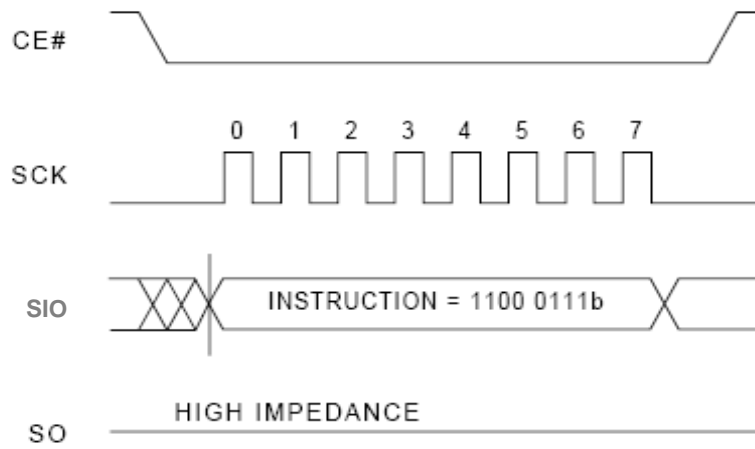 CE#
0 1 2 3 4 5 6 7
SCK
SIO INSTRUCTION = 1100 0111b
HIGH IMPEDANCE
SO